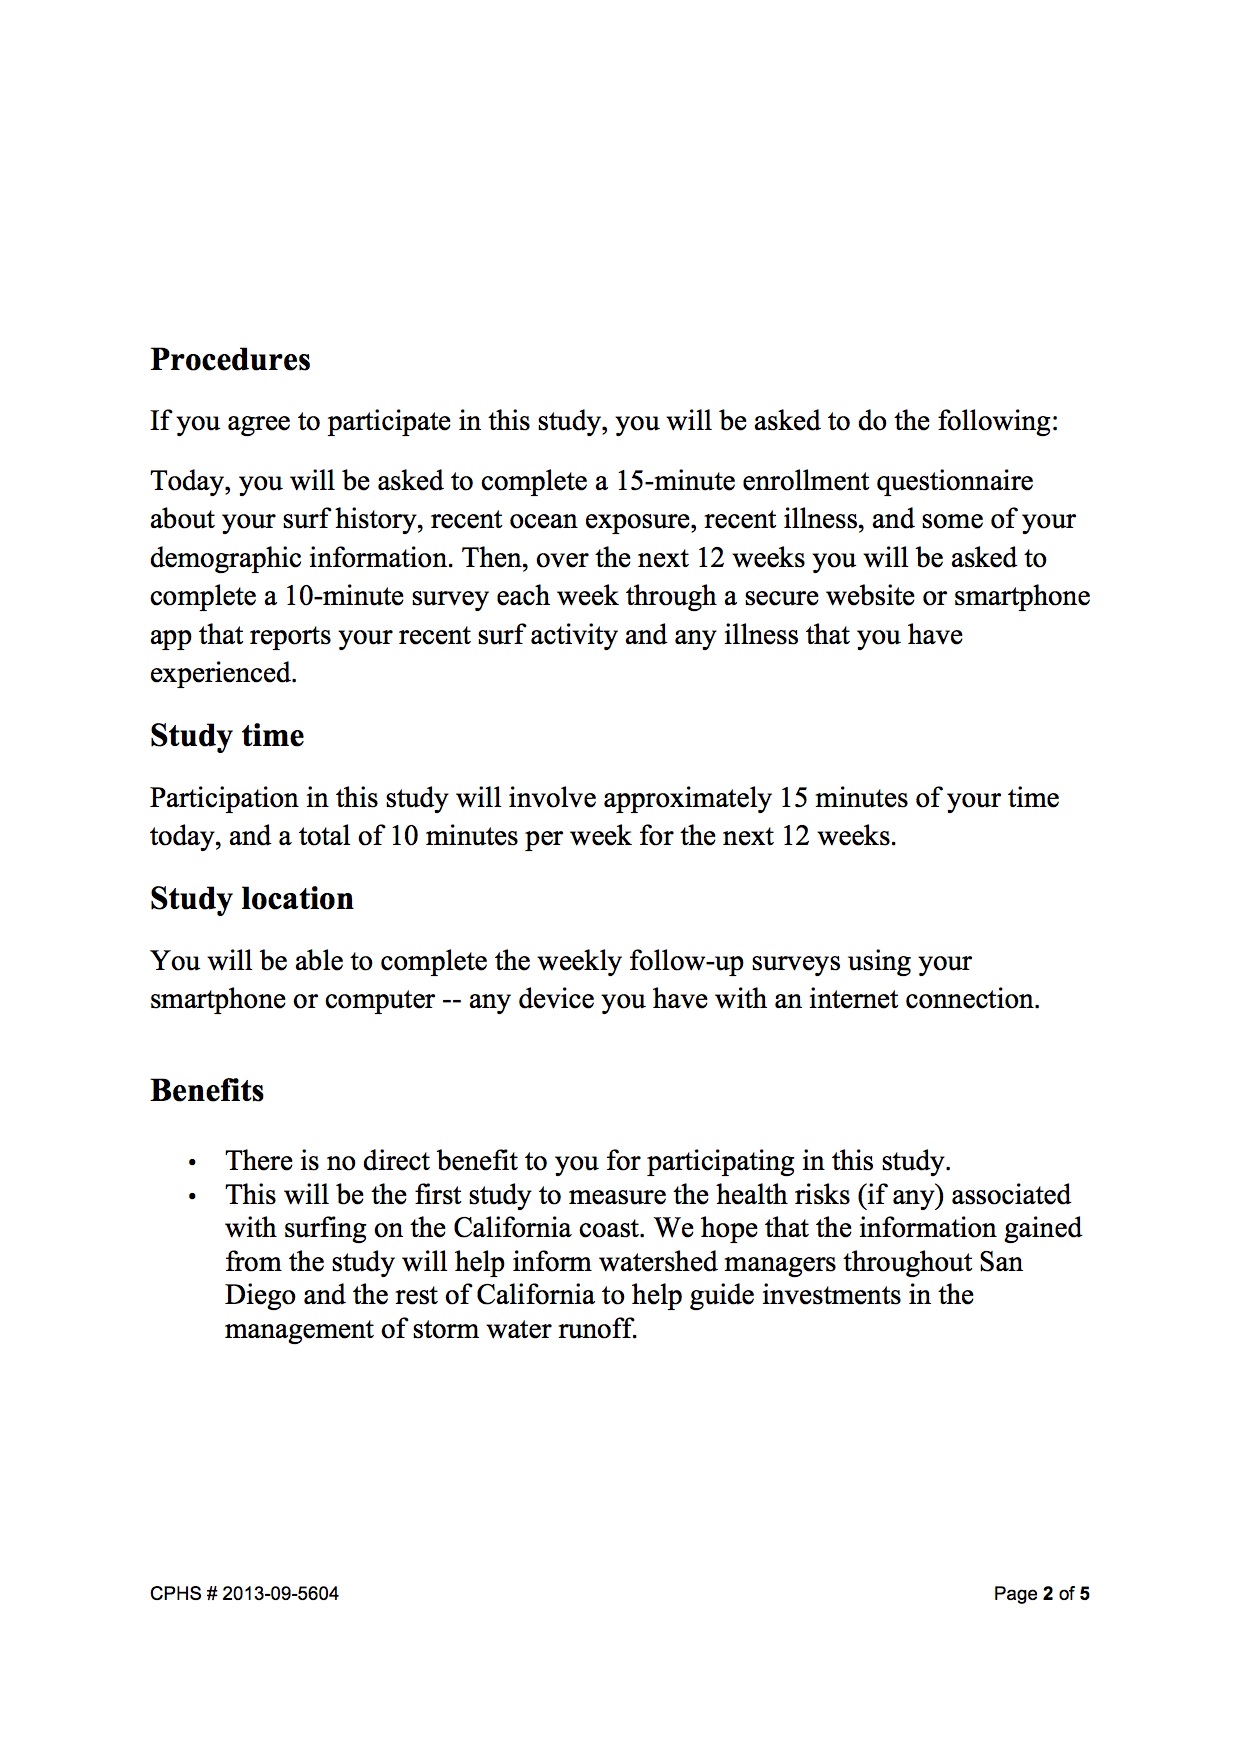 Procedures
If you agree to participate in this study, you will be asked to do the following:
Today, you will be asked to complete a 15-minute enrollment questionnaire
about your surf history, recent ocean exposure, recent illness, and some of your
demographic information. Then, over the next 12 weeks you will be asked to
complete a 10-minute survey each week through a secure website or smartphone
app that reports your recent surf activity and any illness that you have
experienced.
Study time
Participation in this study will involve approximately 15 minutes of your time
today, and a total of 10 minutes per week for the next 12 weeks.
Study location
You will be able to complete the weekly follow-up surveys using your
smartphone or computer -- any device you have with an internet connection.
Benefits
• There is no direct benefit to you for participating in this study.
• This will be the first study to measure the health risks (if any) associated
with surfing on the California coast. We hope that the information gained
from the study will help inform watershed managers throughout San
Diego and the rest of California to help guide investments in the
management of storm water runoff.
CPHS # 2013-09-5604 Page 2 of 5